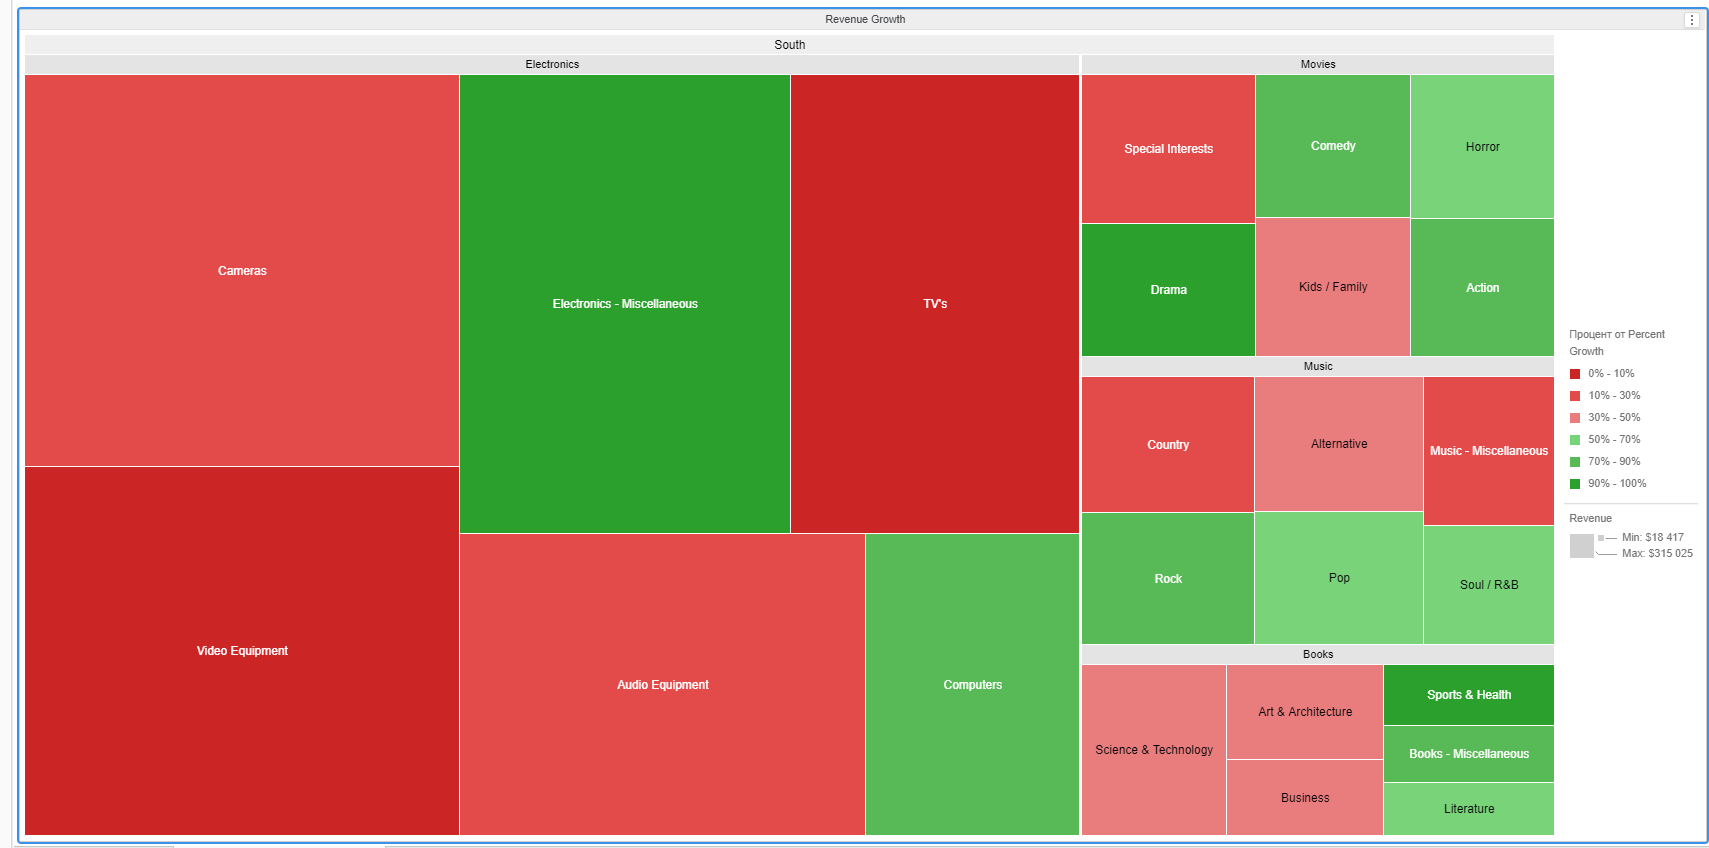 Revenue Growth
South
Electronics
Movies
Cameras
Electronics - Miscellaneous
TV's
Video Equipment
Audio Equipment
Computers
Special Interests
Comedy
Horror
Drama
Kids / Family
Action
Music
Country
Alternative
Music - Miscellaneous
Rock
Pop
Soul / R&B
Books
Science & Technology
Art & Architecture
Business
Sports & Health
Books - Miscellaneous
Literature
Процент от Percent
Growth
0% - 10%
10% - 30%
30% - 50%
50% - 70%
70% - 90%
90% - 100%
Revenue
Min: $18 417
Max: $315 025